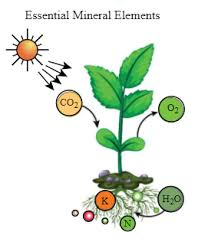 Essential Mineral Elements
CO₂
O₂
K
H₂O
N